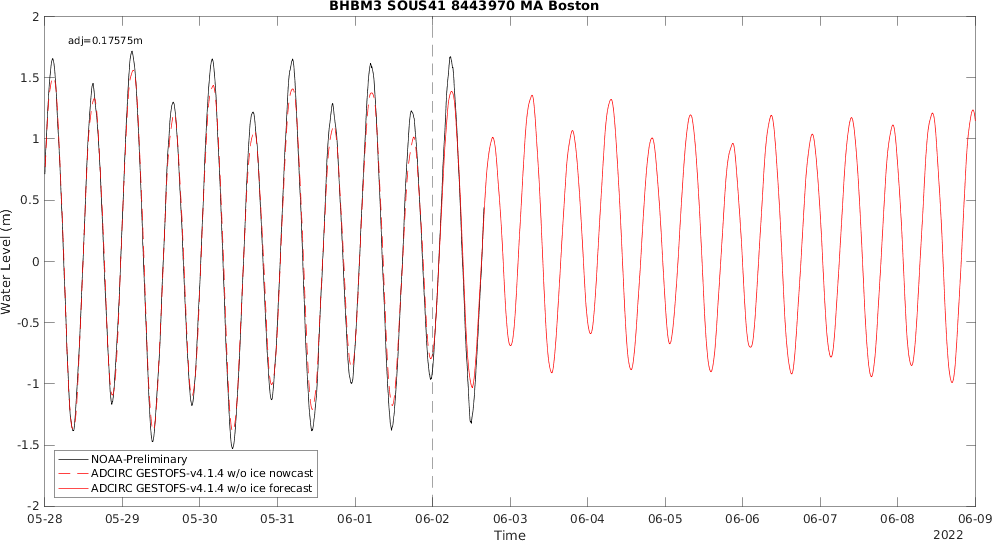 BHBM3 SOUS41 8443970 MA Boston
adj=0.17575m
2
1.5
1
0.5
0
-0.5
-1
-1.5
-2
Water Level (m)
NOAA-Preliminary
ADCIRC GESTOFS-v4.1.4 w/o ice nowcast
ADCIRC GESTOFS-v4.1.4 w/o ice forecast
05-28 05-29 05-30 05-31 06-01 06-02 06-03 06-04 06-05 06-06 06-07 06-08 06-09
Time
2022